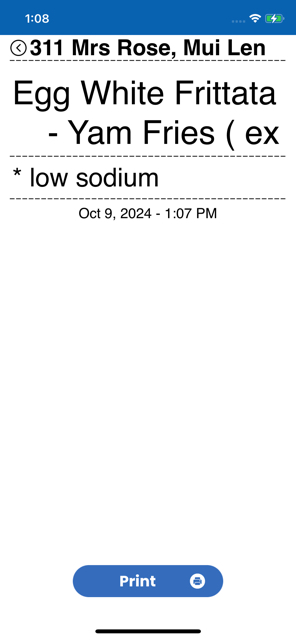 1:08
311 Mrs Rose, Mui Len
Egg White Frittata
- Yam Fries ( ex
* low sodium
Oct 9, 2024 - 1:07 PM
Print